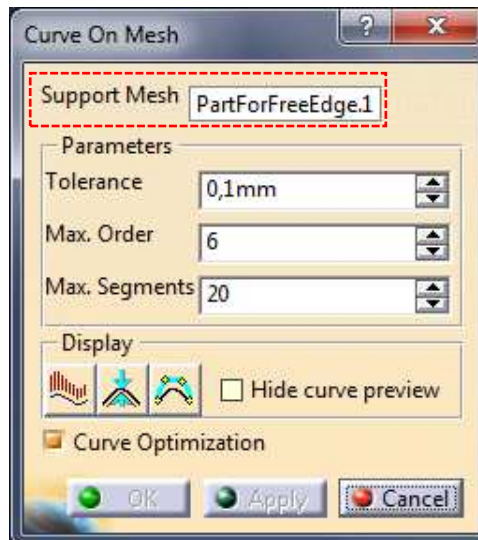 Curve On Mesh
?
X
Support Mesh PartForFreeEdge.1
Parameters
Tolerance 0,1mm
Max. Order 6
Max. Segments 20
Display
Hide curve preview
Curve Optimization
OK Apply Cancel